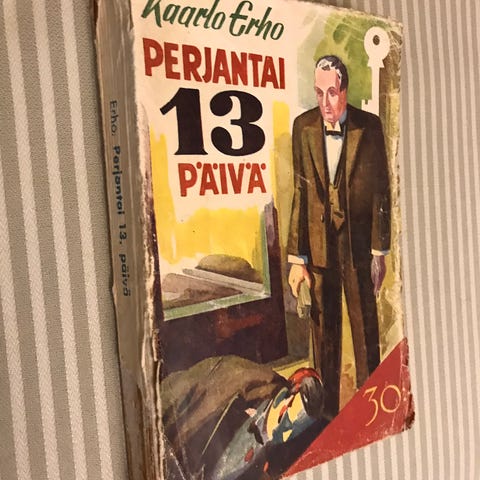 Kaarlo Erho
PERJANTAI
13
PÄIVÄ
30:
Erho: Perjantai 13. päivä